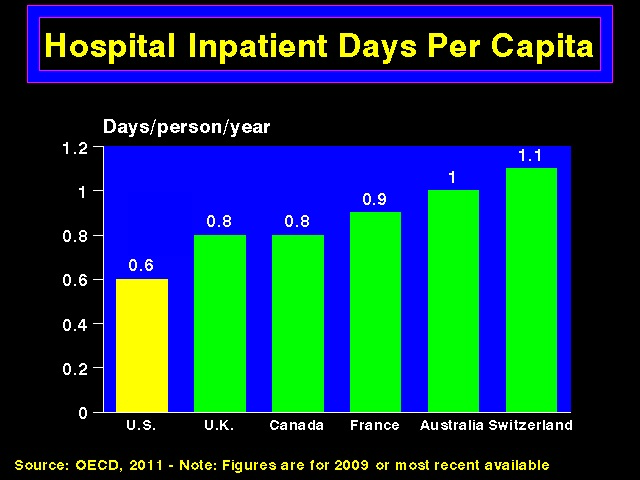 Hospital Inpatient Days Per Capita
Days/person/year
1.2
1
0.8
0.6
0.4
0.2
0
0.6
0.8
0.8
0.9
1
1.1
U.S.
U.K.
Canada
France
Australia
Switzerland
Source: OECD, 2011 - Note: Figures are for 2009 or most recent available